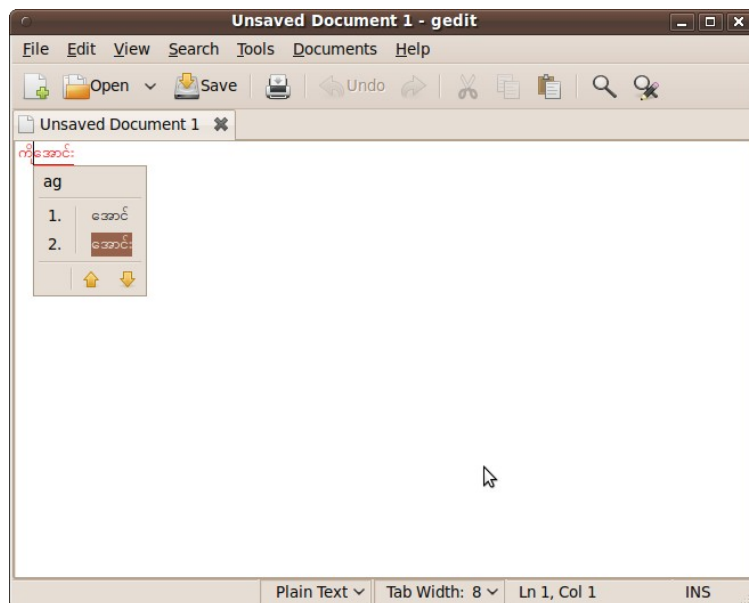 Unsaved Document 1 - gedit
File Edit View Search Tools Documents Help
Open Save Undo
Unsaved Document 1
ကိုအောင်း
ag
1. အောင်
2. အောင်း
Plain Text Tab Width: 8 Ln 1, Col 1 INS